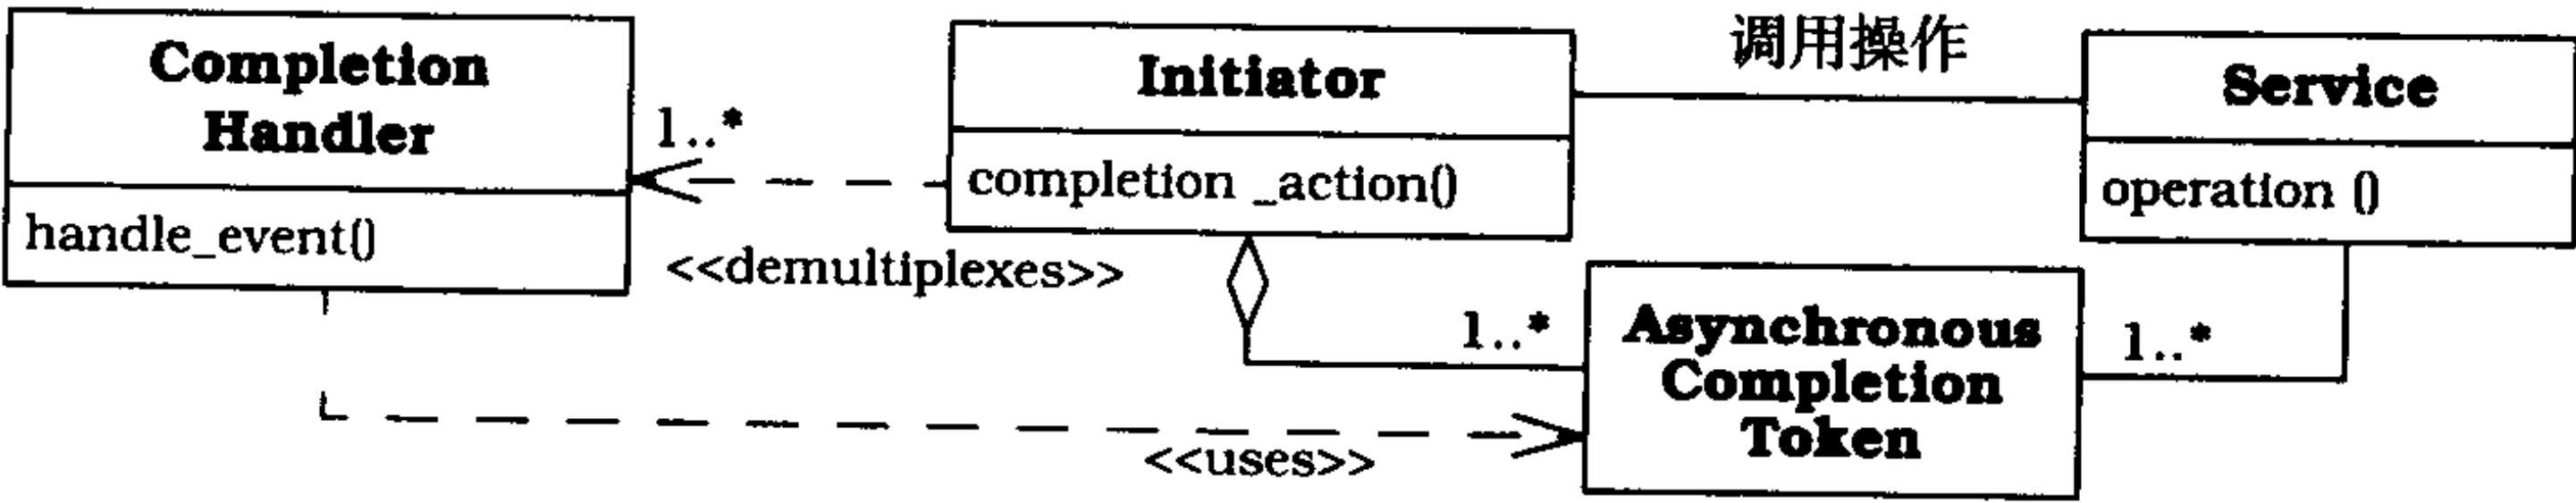 Completion
Handler
handle_event()
1..*
<<demultiplexes>>
Initiator
completion _action()
调用操作
Service
operation ()
1..*
Asynchronous
Completion
Token
1..*
<<uses>>